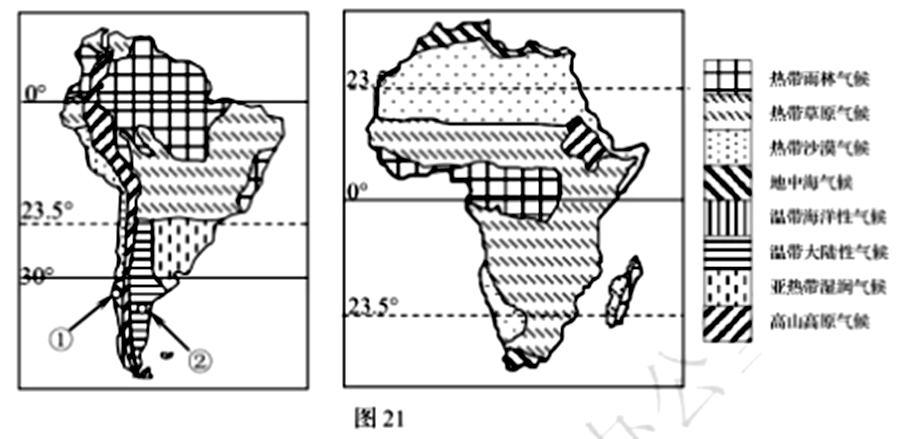 0°
23.5°
30°
①
②
23.
0°
23.5°
热带雨林气候
热带草原气候
热带沙漠气候
地中海气候
温带海洋性气候
温带大陆性气候
亚热带湿润气候
高山高原气候
图 21